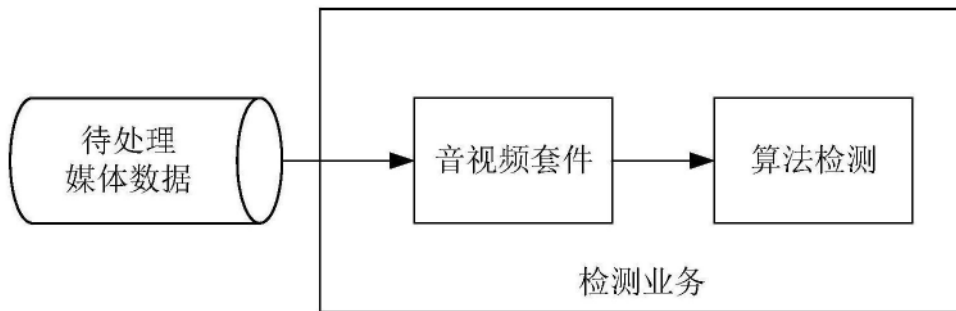 待处理
媒体数据
音视频套件
算法检测
检测业务